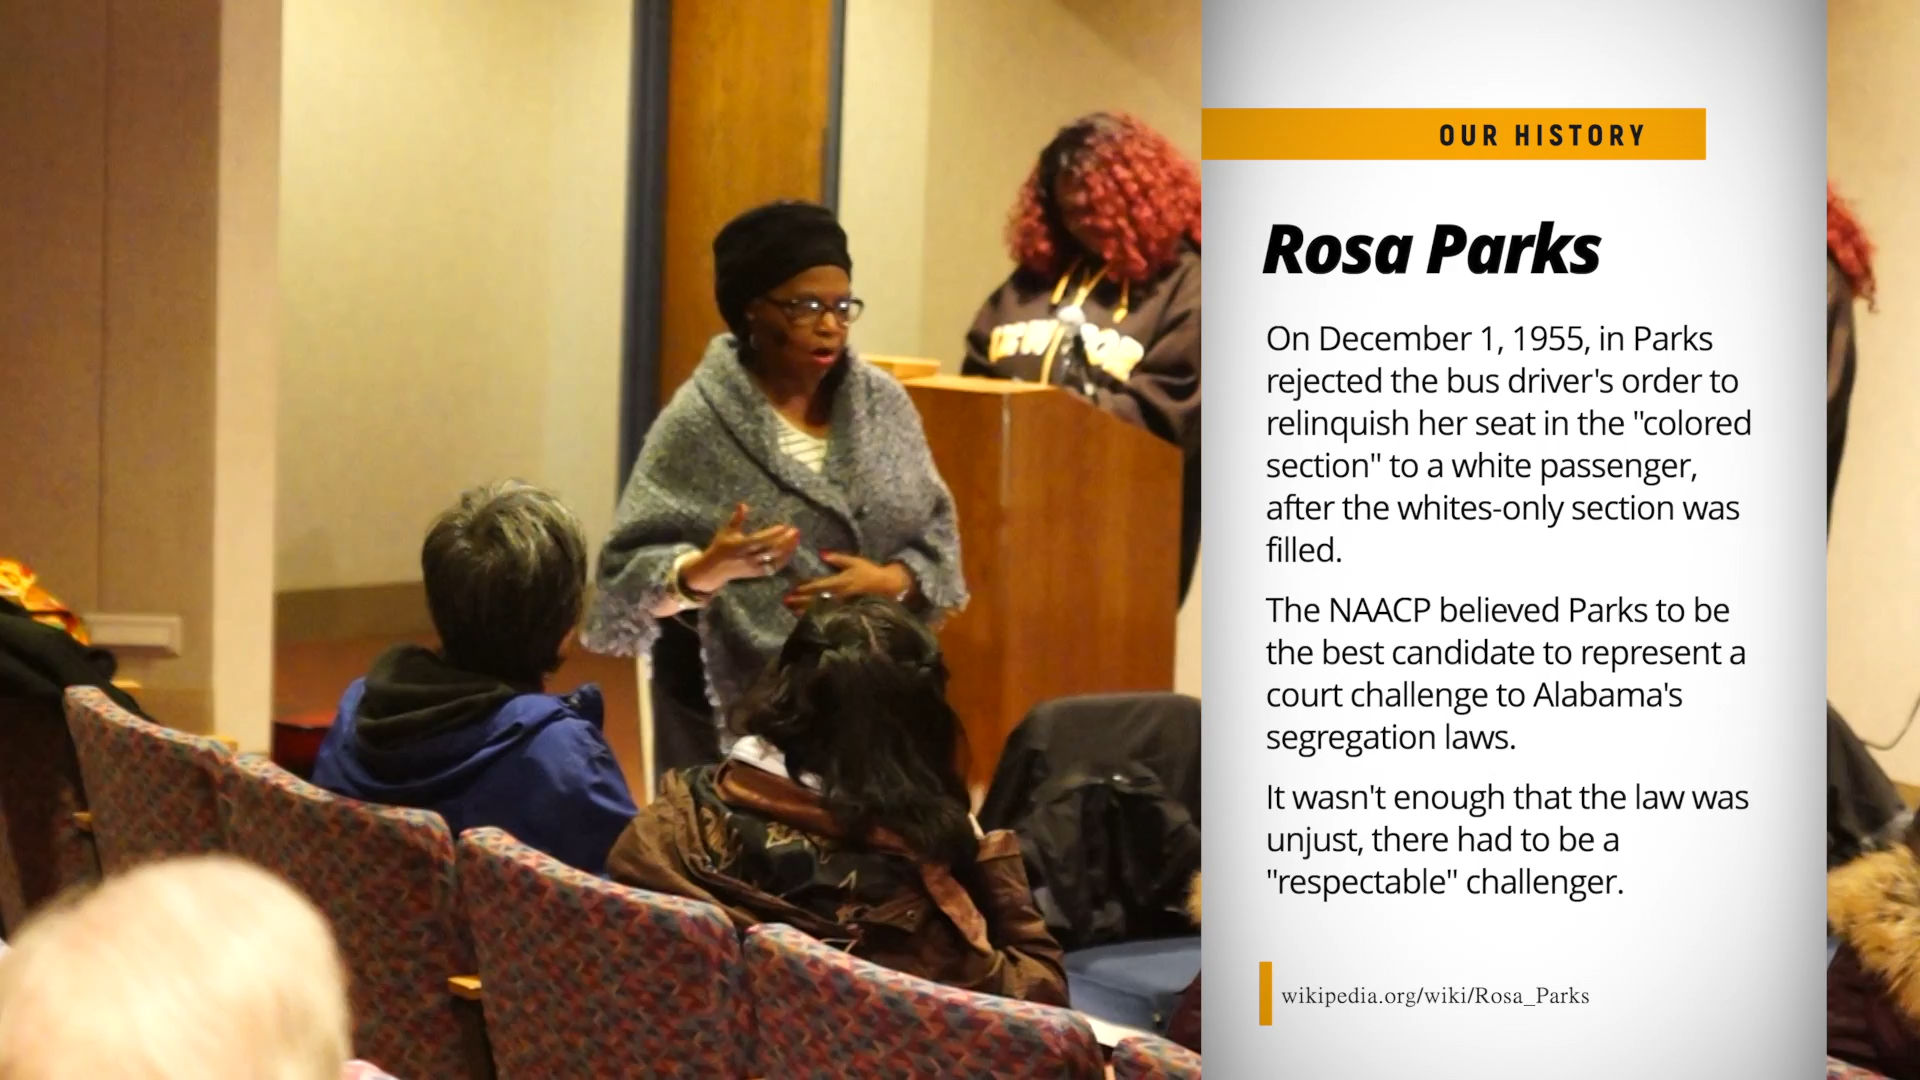 OUR HISTORY
Rosa Parks
On December 1, 1955, in Parks
rejected the bus driver's order to
relinquish her seat in the "colored
section" to a white passenger,
after the whites-only section was
filled.
The NAACP believed Parks to be
the best candidate to represent a
court challenge to Alabama's
segregation laws.
It wasn't enough that the law was
unjust, there had to be a
"respectable" challenger.
wikipedia.org/wiki/Rosa_Parks